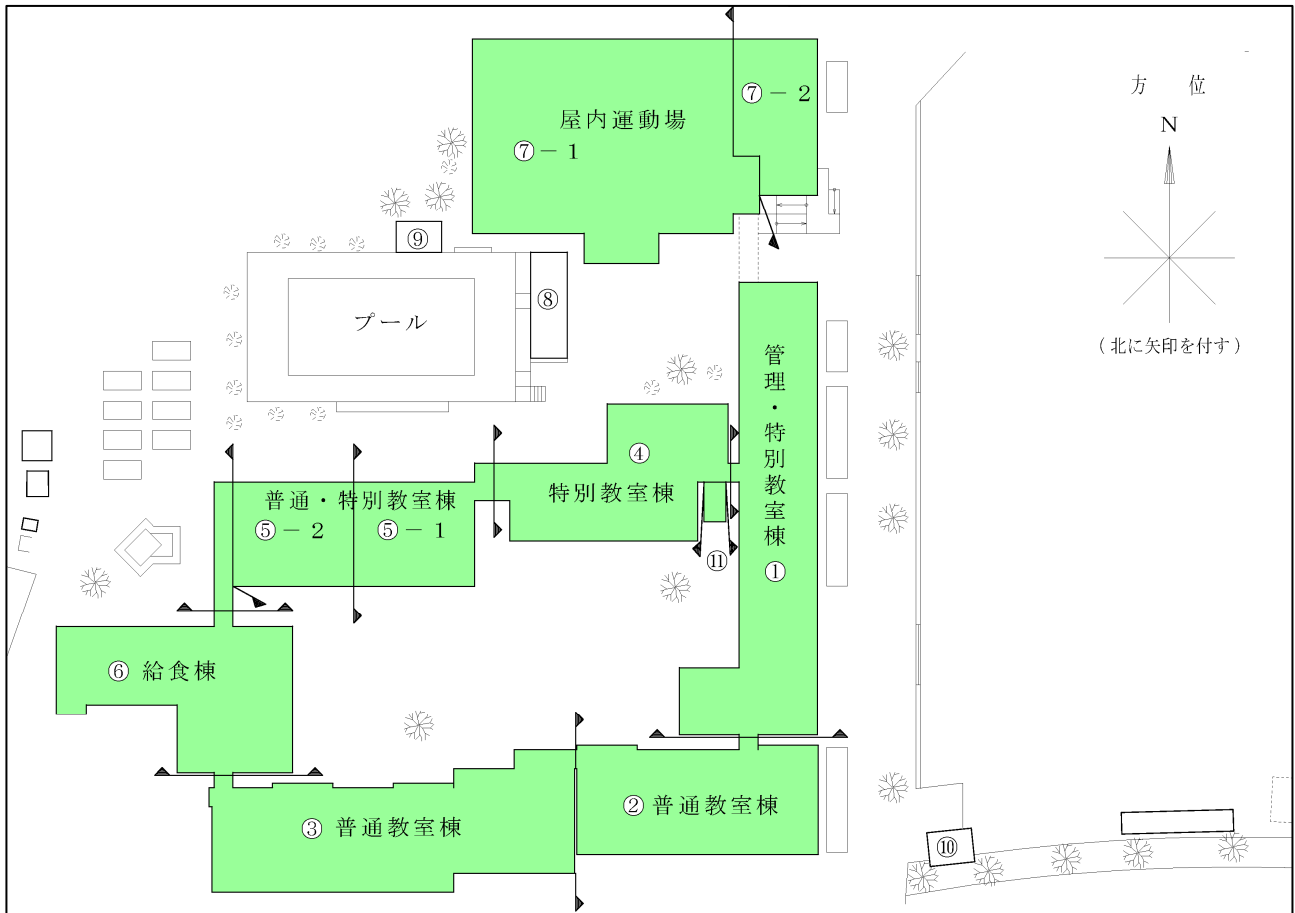 方 位
N
(北に矢印を付す)
⑦－2
屋内運動場
⑦－1
⑨
⑧
プール
管理・特別教室棟①
④
特別教室棟
普通・特別教室棟
⑤－2
⑤－1
⑪
⑥ 給食棟
② 普通教室棟
③ 普通教室棟
⑩